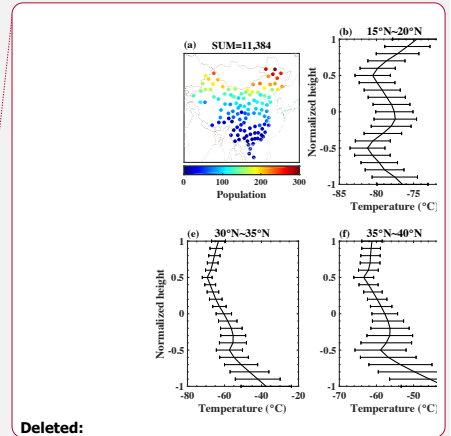 (a)
SUM=11,384
0 100 200 300
Population
(b) 15°N~20°N
Normalized height
1
0.5
0
-0.5
-1
-85 -80 -75
Temperature (°C)
(e) 30°N~35°N
Normalized height
1
0.5
0
-0.5
-1
-80 -60 -40 -20
Temperature (°C)
(f) 35°N~40°N
1
0.5
0
-0.5
-1
-70 -60 -50
Temperature (°C)
Deleted: